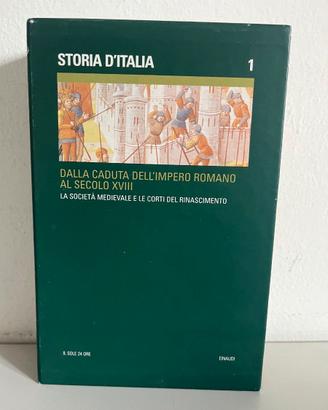 STORIA D'ITALIA 1
DALLA CADUTA DELL'IMPERO ROMANO
AL SECOLO XVIII
LA SOCIETÀ MEDIEVALE E LE CORTI DEL RINASCIMENTO
IL SOLE 24 ORE EINAUDI